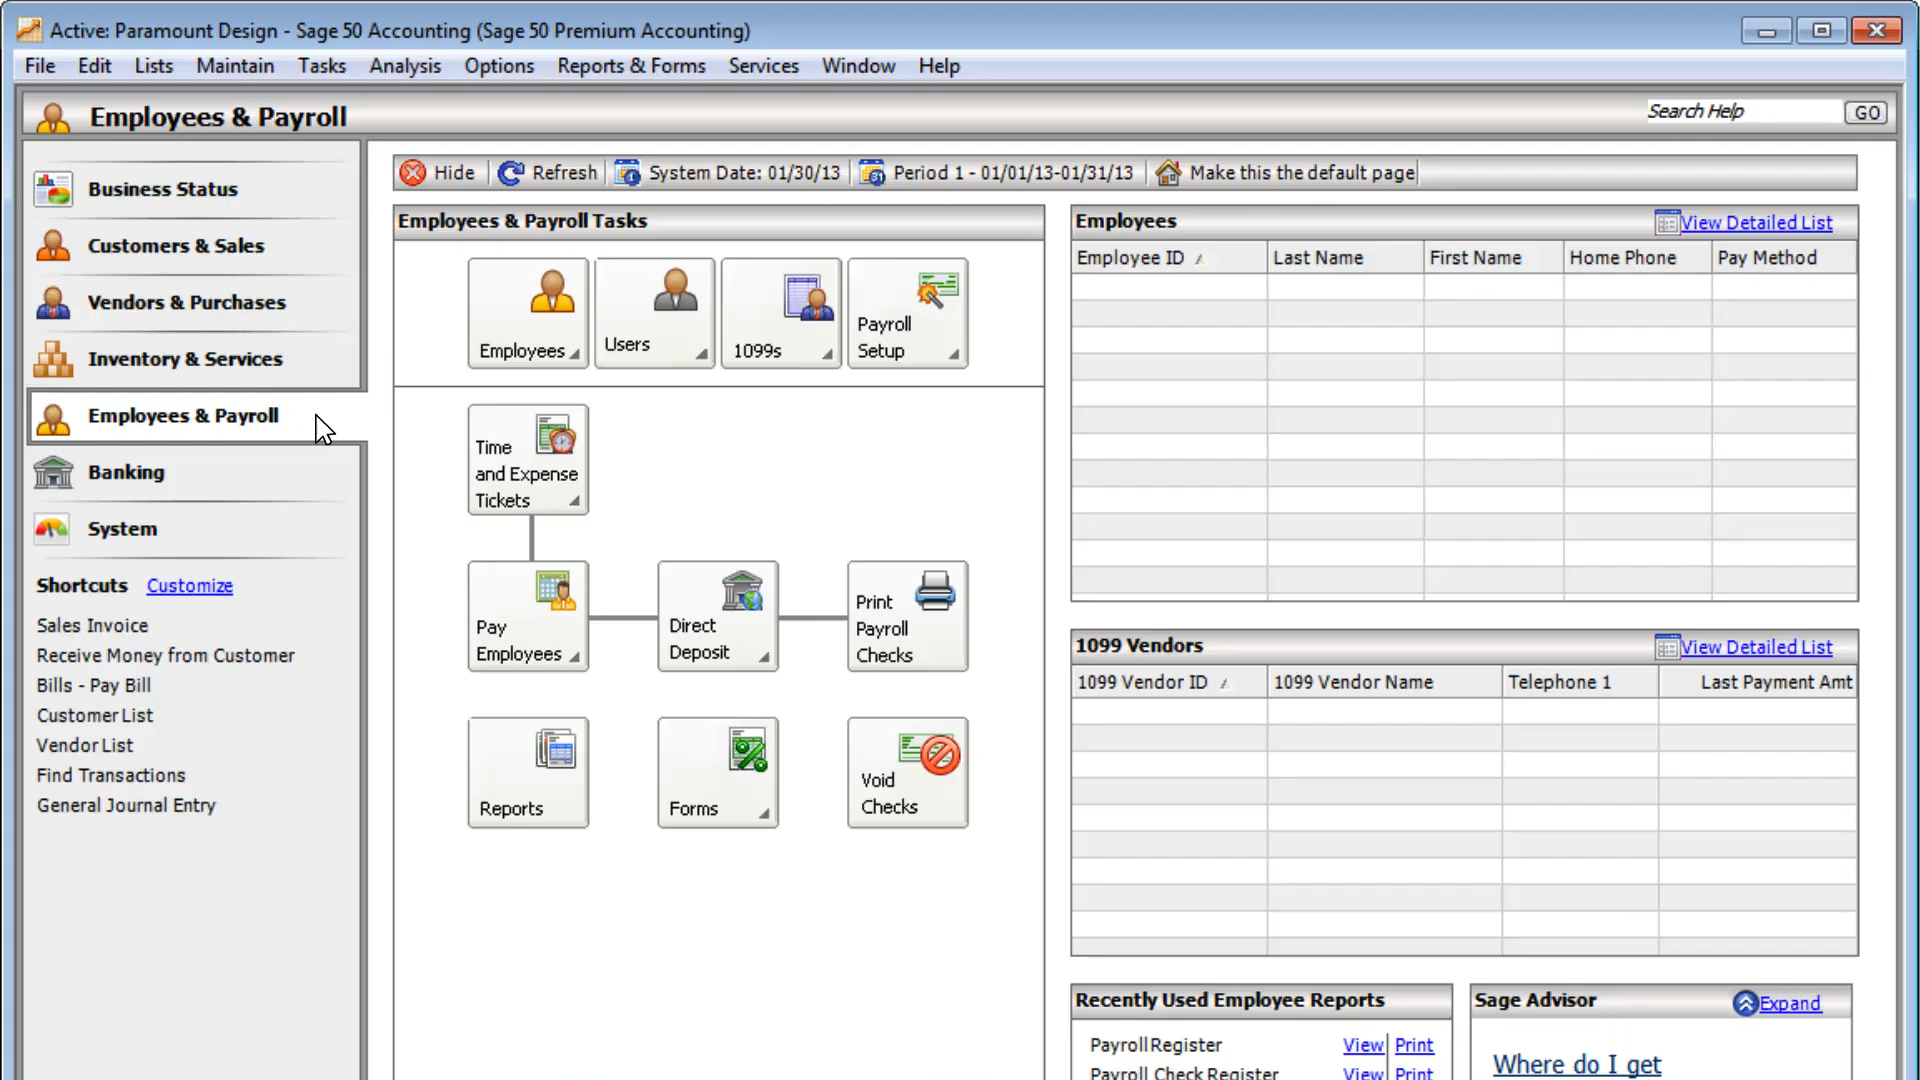 Active: Paramount Design - Sage 50 Accounting (Sage 50 Premium Accounting)
File Edit Lists Maintain Tasks Analysis Options Reports & Forms Services Window Help
Employees & Payroll
Search Help GO
Business Status
Customers & Sales
Vendors & Purchases
Inventory & Services
Employees & Payroll
Banking
System
Shortcuts Customize
Sales Invoice
Receive Money from Customer
Bills - Pay Bill
Customer List
Vendor List
Find Transactions
General Journal Entry
Hide Refresh System Date: 01/30/13 Period 1 - 01/01/13-01/31/13 Make this the default page
Employees & Payroll Tasks
Employees
Users
1099s
Payroll
Setup
Time
and Expense
Tickets
Pay
Employees
Direct
Deposit
Print
Payroll
Checks
Reports
Forms
Void
Checks
Employees View Detailed List
Employee ID Last Name First Name Home Phone Pay Method
1099 Vendors View Detailed List
1099 Vendor ID 1099 Vendor Name Telephone 1 Last Payment Amt
Recently Used Employee Reports
Payroll Register View Print
Payroll Check Register View Print
Sage Advisor Expand
Where do I get